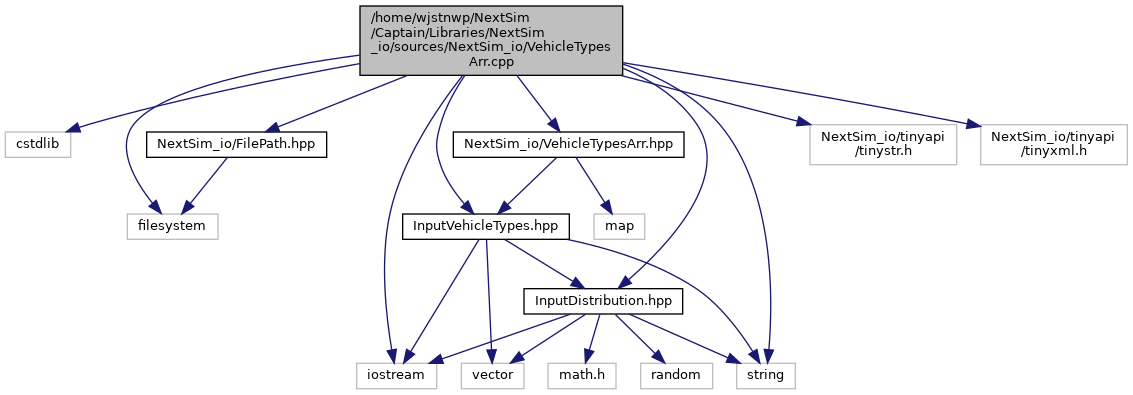 /home/wjstnwp/NextSim
/Captain/Libraries/NextSim
_io/sources/NextSim_io/VehicleTypes
Arr.cpp
cstdlib
NextSim_io/FilePath.hpp
NextSim_io/VehicleTypesArr.hpp
NextSim_io/tinyapi
/tinystr.h
NextSim_io/tinyapi
/tinyxml.h
filesystem
InputVehicleTypes.hpp
map
InputDistribution.hpp
iostream
vector
math.h
random
string